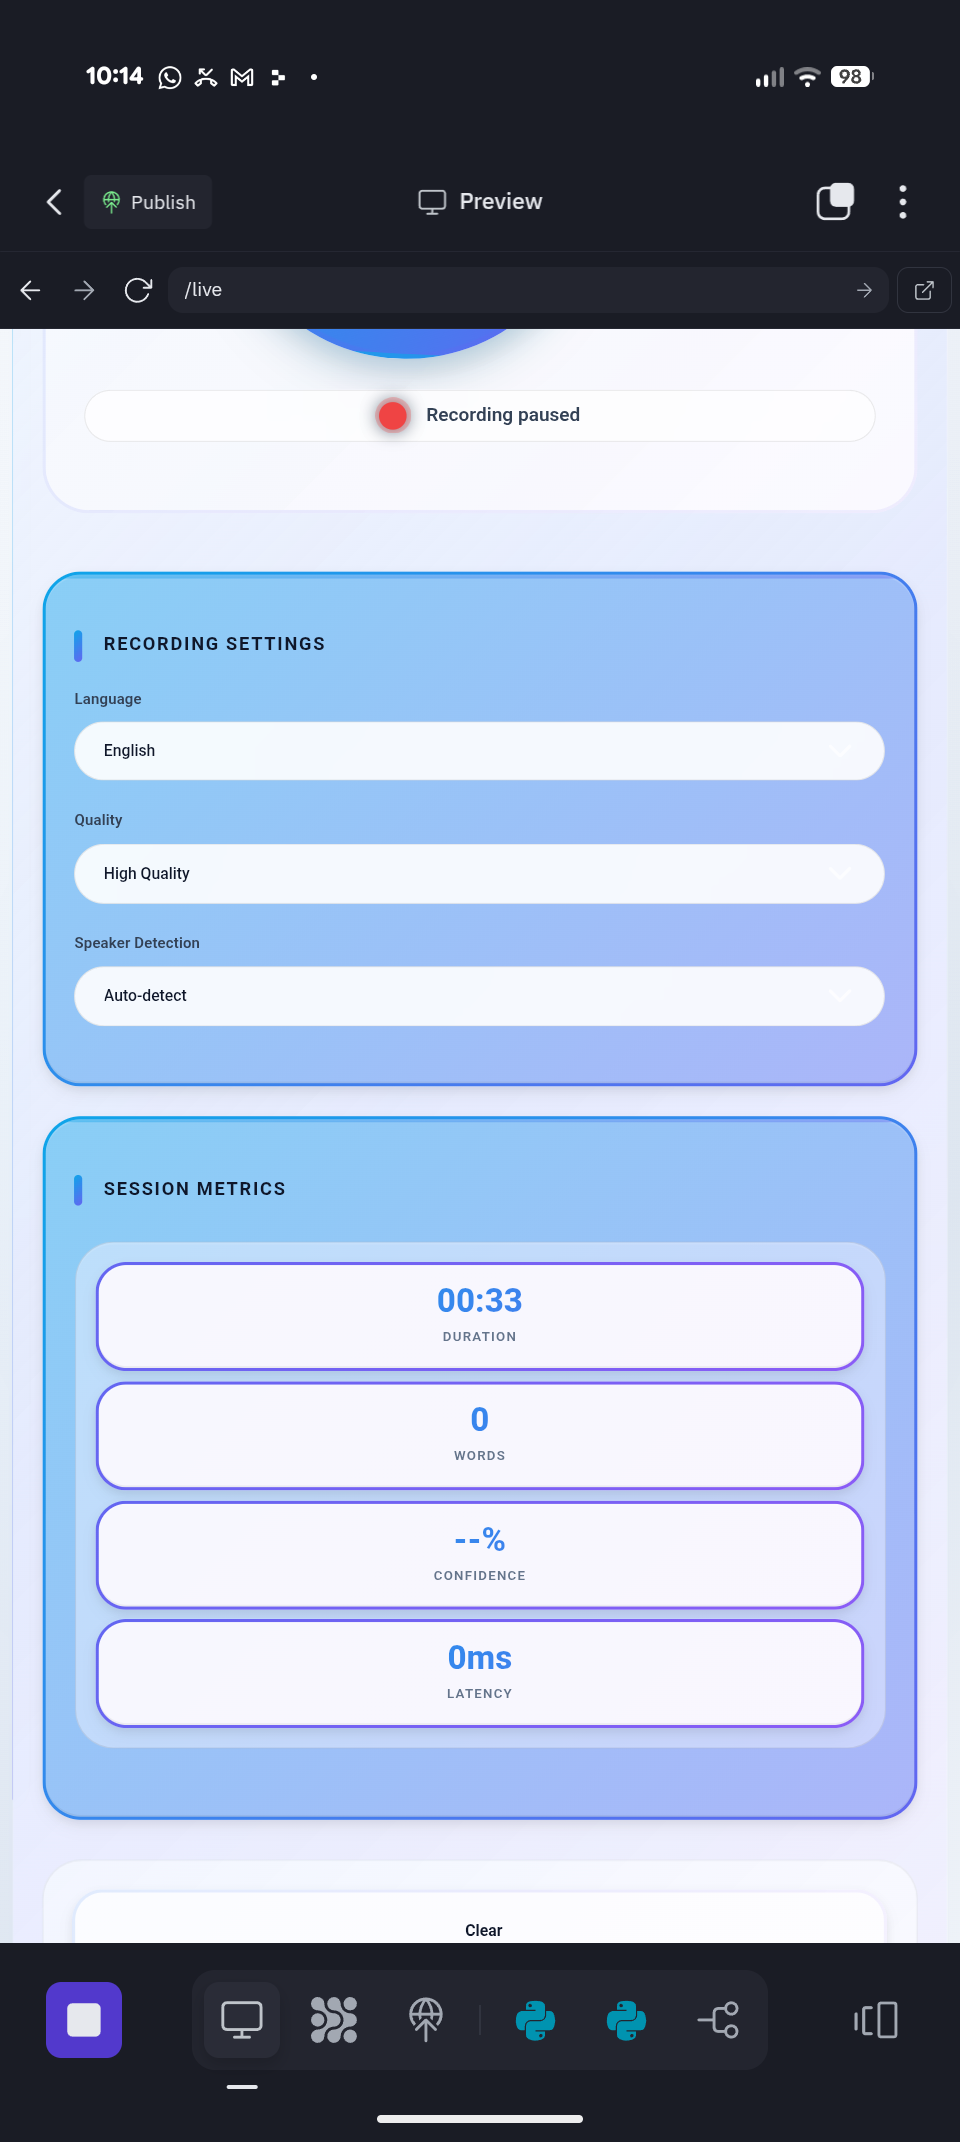 10:14
98
Publish
Preview
/live
Recording paused
RECORDING SETTINGS
Language
English
Quality
High Quality
Speaker Detection
Auto-detect
SESSION METRICS
00:33
DURATION
0
WORDS
--%
CONFIDENCE
0ms
LATENCY
Clear